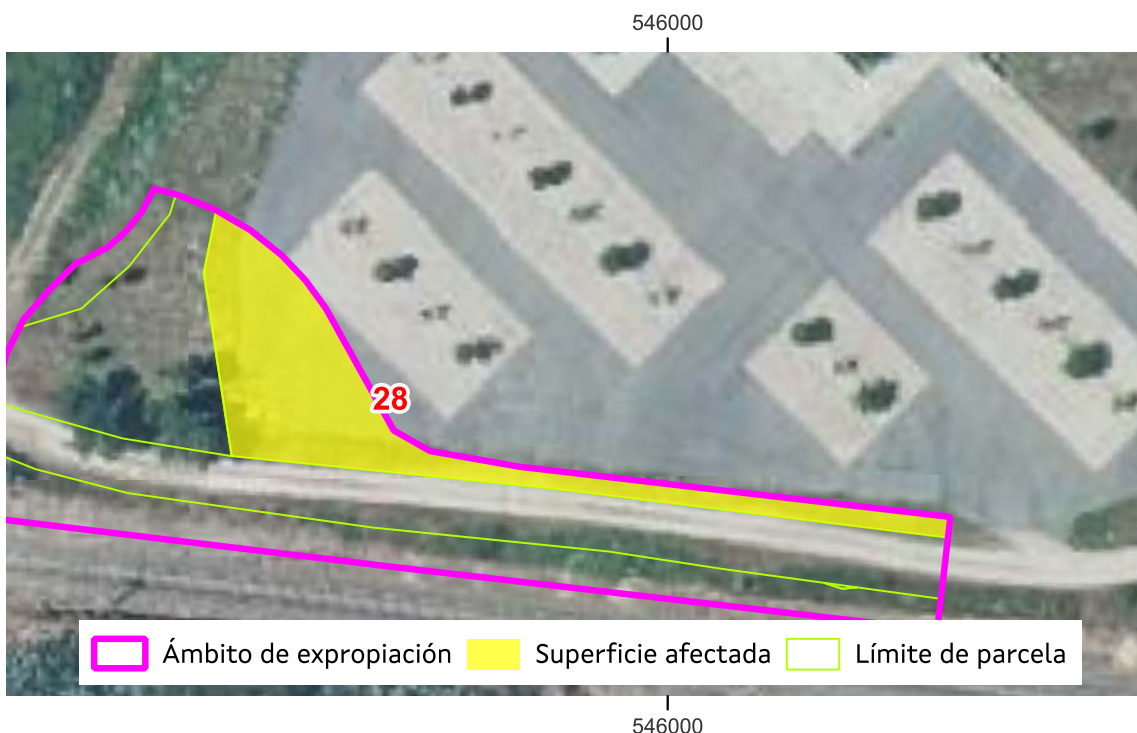 546000
28
Ámbito de expropiación
Superficie afectada
Límite de parcela
546000